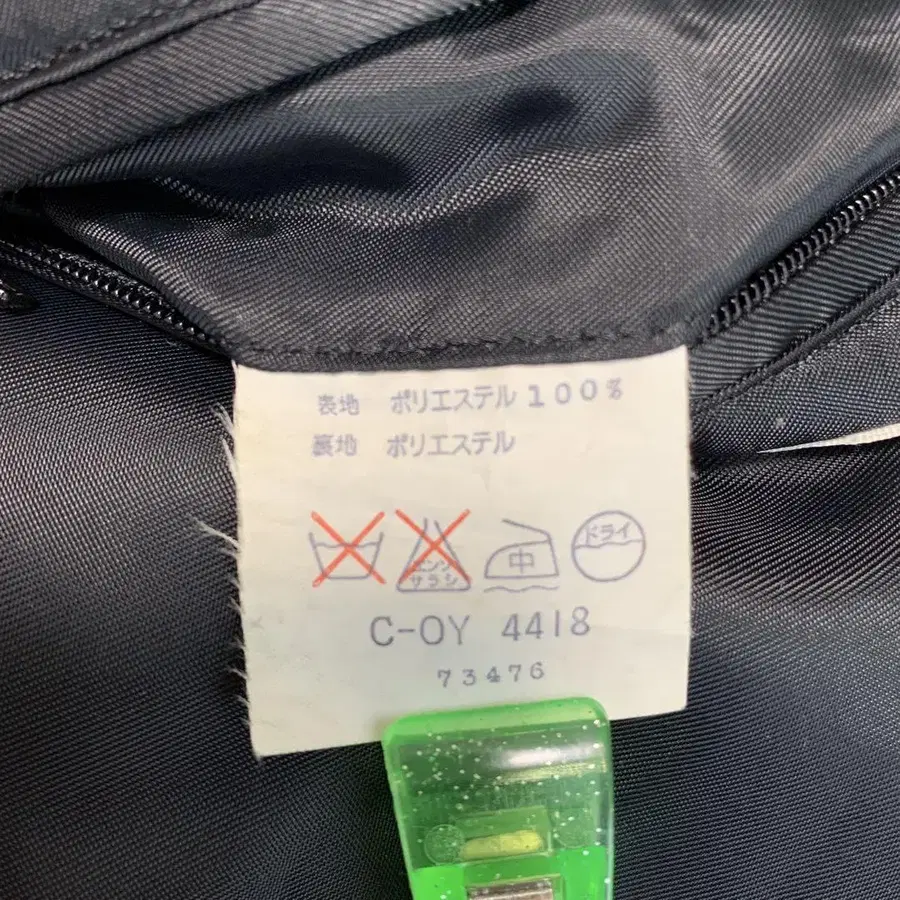 表地 ポリエステル 100%
裏地 ポリエステル
エンソ
サラシ
中
ドライ
C-OY 4418
73476